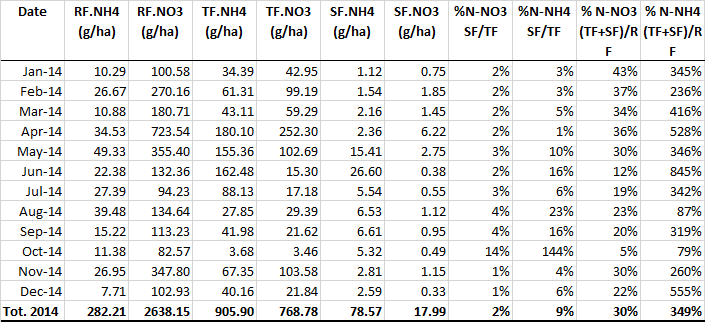 Date RF.NH4 (g/ha) RF.NO3 (g/ha) TF.NH4 (g/ha) TF.NO3 (g/ha) SF.NH4 (g/ha) SF.NO3 (g/ha) %N-NO3 SF/TF %N-NH4 SF/TF % N-NO3 (TF+SF)/RF % N-NH4 (TF+SF)/RF
Jan-14 10.29 100.58 34.39 42.95 1.12 0.75 2% 3% 43% 345%
Feb-14 26.67 270.16 61.31 99.19 1.54 1.85 2% 3% 37% 236%
Mar-14 10.88 180.71 43.11 59.29 2.16 1.45 2% 5% 34% 416%
Apr-14 34.53 723.54 180.10 252.30 2.36 6.22 2% 1% 36% 528%
May-14 49.33 355.40 155.36 102.69 15.41 2.75 3% 10% 30% 346%
Jun-14 22.38 132.36 162.48 15.30 26.60 0.38 2% 16% 12% 845%
Jul-14 27.39 94.23 88.13 17.18 5.54 0.55 3% 6% 19% 342%
Aug-14 39.48 134.64 27.85 29.39 6.53 1.12 4% 23% 23% 87%
Sep-14 15.22 113.23 41.98 21.62 6.61 0.95 4% 16% 20% 319%
Oct-14 11.38 82.57 3.68 3.46 5.32 0.49 14% 144% 5% 79%
Nov-14 26.95 347.80 67.35 103.58 2.81 1.15 1% 4% 30% 260%
Dec-14 7.71 102.93 40.16 21.84 2.59 0.33 1% 6% 22% 555%
Tot. 2014 282.21 2638.15 905.90 768.78 78.57 17.99 2% 9% 30% 349%